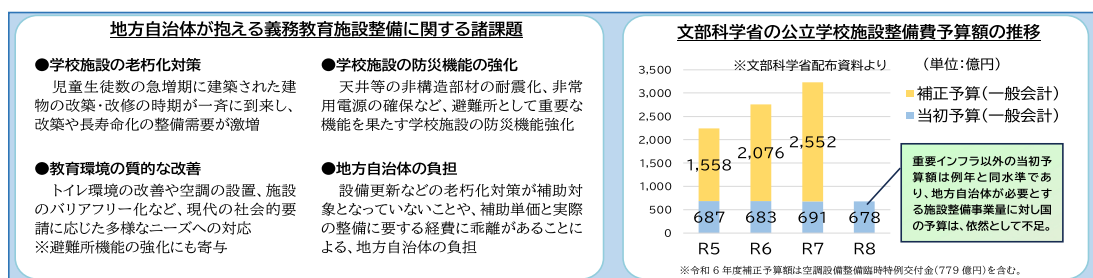 地方自治体が抱える義務教育施設整備に関する諸課題
●学校施設の老朽化対策
児童生徒数の急増期に建築された建
物の改築・改修の時期が一斉に到来し、
改築や長寿命化の整備需要が激増
●学校施設の防災機能の強化
天井等の非構造部材の耐震化、非常
用電源の確保など、避難所として重要な
機能を果たす学校施設の防災機能強化
●教育環境の質的な改善
トイレ環境の改善や空調の設置、施設
のバリアフリー化など、現代の社会的要
請に応じた多様なニーズへの対応
※避難所機能の強化にも寄与
●地方自治体の負担
設備更新などの老朽化対策が補助対
象となっていないことや、補助単価と実際
の整備に要する経費に乖離があることに
よる、地方自治体の負担
文部科学省の公立学校施設整備費予算額の推移
※文部科学省配布資料より
（単位：億円）
補正予算(一般会計)
当初予算(一般会計)
3,500
3,000
2,500
2,000
1,500
1,000
500
0
1,558
2,076
2,552
687
683
691
678
R5
R6
R7
R8
重要インフラ以外の当初予
算額は例年と同水準であ
り、地方自治体が必要とす
る施設整備事業量に対し国
の予算は、依然として不足。
※令和6年度補正予算額は空調設備整備臨時特例交付金(779億円)を含む。